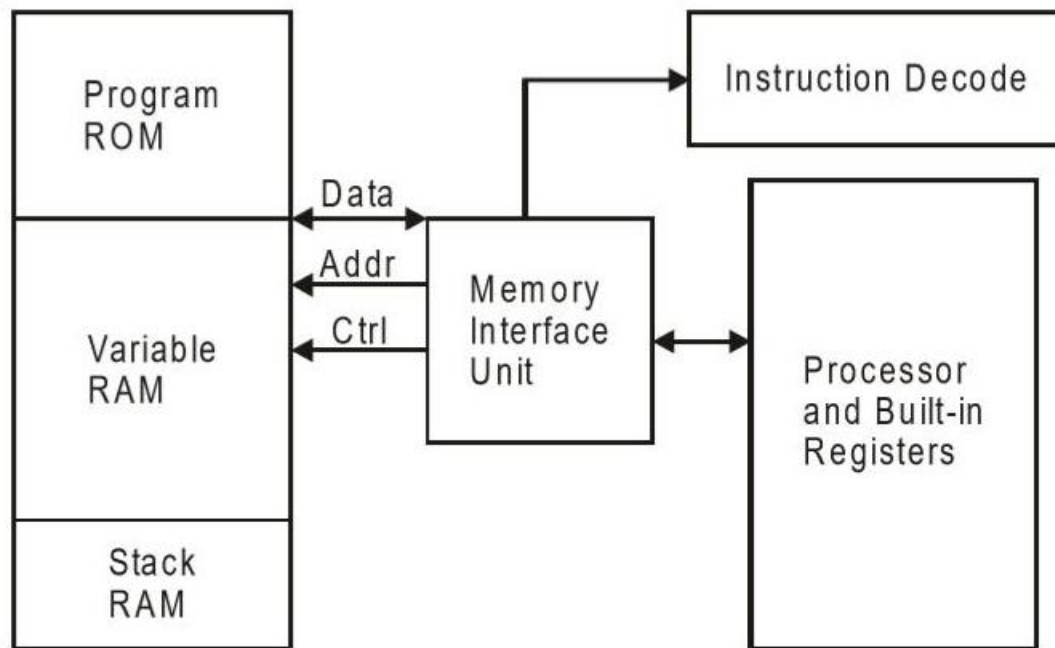 Program
ROM
Instruction Decode
Data
Addr
Ctrl
Memory
Interface
Unit
Variable
RAM
Processor
and Built-in
Registers
Stack
RAM